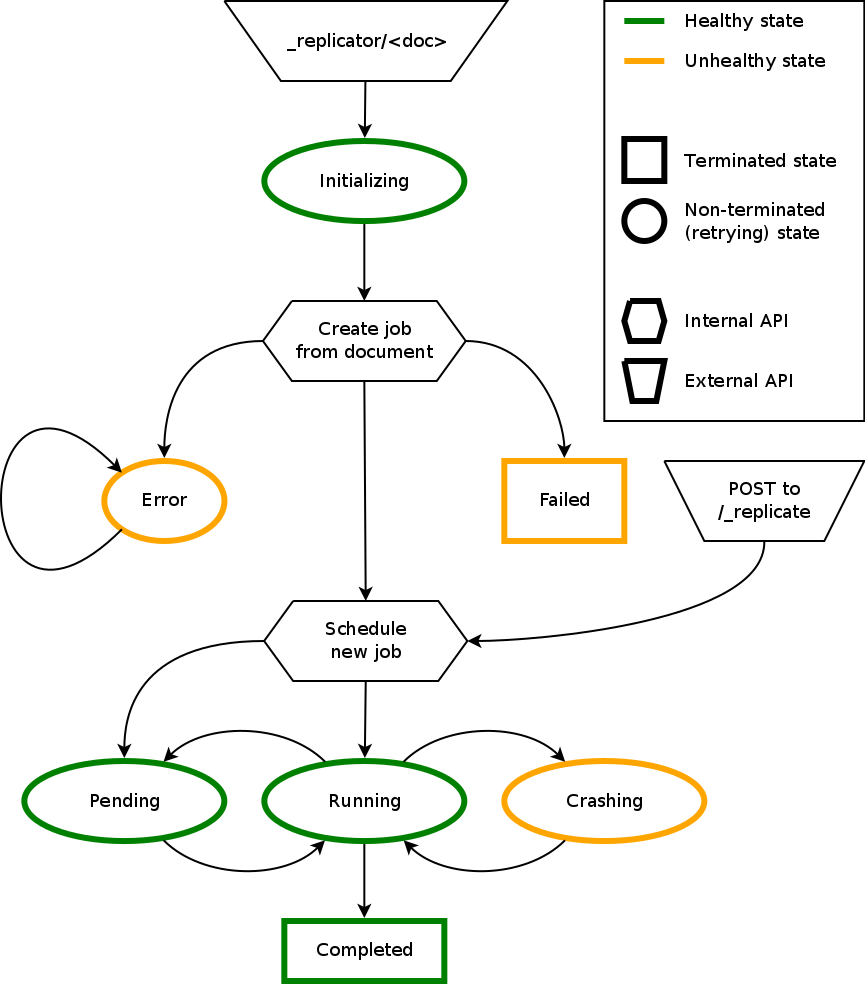 _replicator/<doc>
Healthy state
Unhealthy state
Terminated state
Non-terminated
(retrying) state
Internal API
External API
Initializing
Create job
from document
Error
Failed
POST to
/_replicate
Schedule
new job
Pending
Running
Crashing
Completed